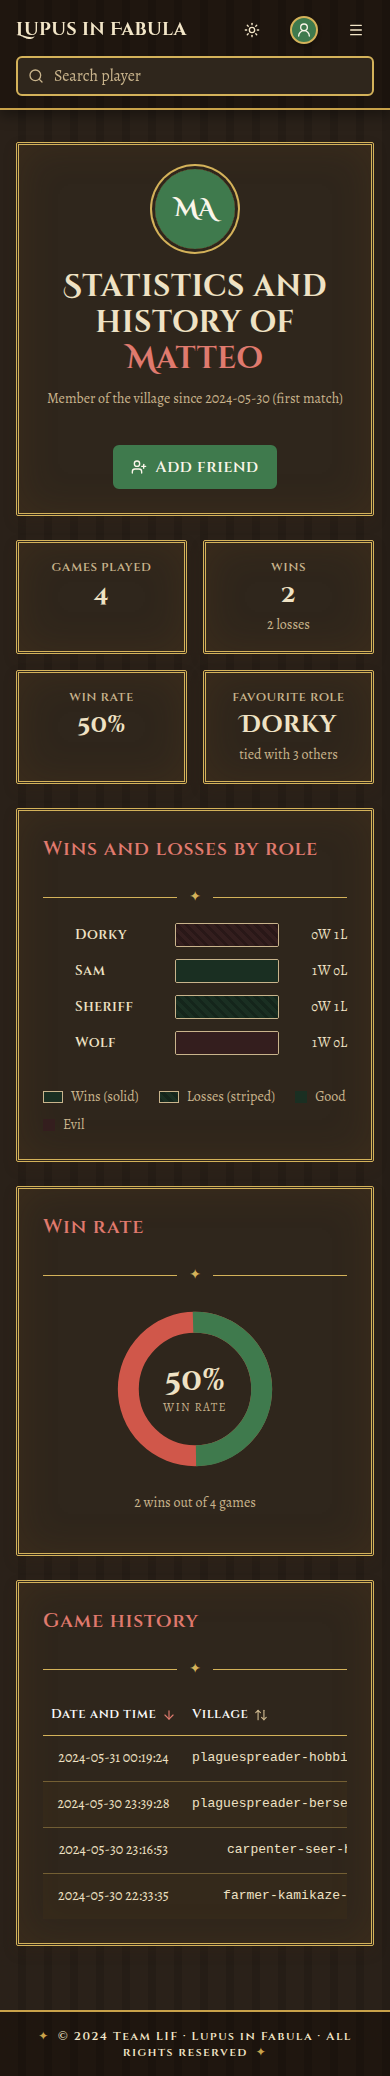 Lupus in Fabula
Search player
MA
Statistics and
history of
Matteo
Member of the village since 2024-05-30 (first match)
Add friend
Games played
4
Wins
2
2 losses
Win rate
50%
Favourite role
Dorky
tied with 3 others
Wins and losses by role
Dorky 0W 1L
Sam 1W 0L
Sheriff 0W 1L
Wolf 1W 0L
Wins (solid) Losses (striped) Good
Evil
Win rate
50%
WIN RATE
2 wins out of 4 games
Game history
Date and time Village
2024-05-31 00:19:24 plaguespreader-hobbi
2024-05-30 23:39:28 plaguespreader-berse
2024-05-30 23:16:53 carpenter-seer-h
2024-05-30 22:33:35 farmer-kamikaze-
© 2024 Team LIF · Lupus in Fabula · All
rights reserved